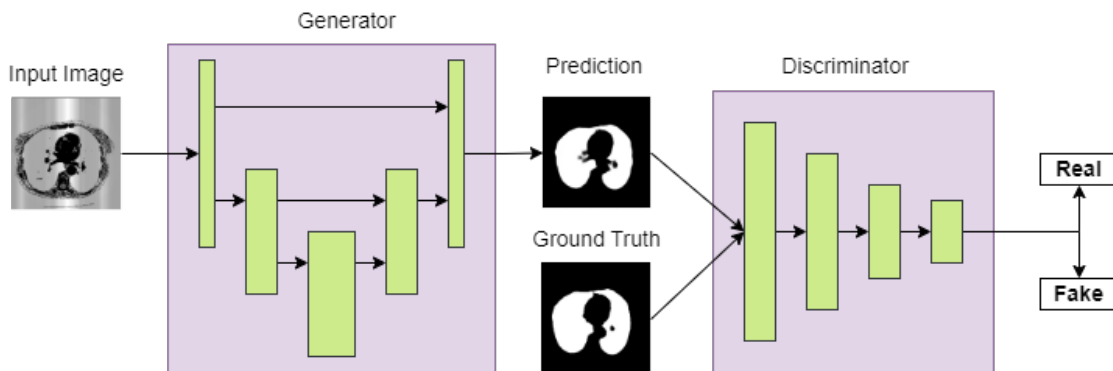 Generator
Input Image
Prediction
Discriminator
Ground Truth
Real
Fake